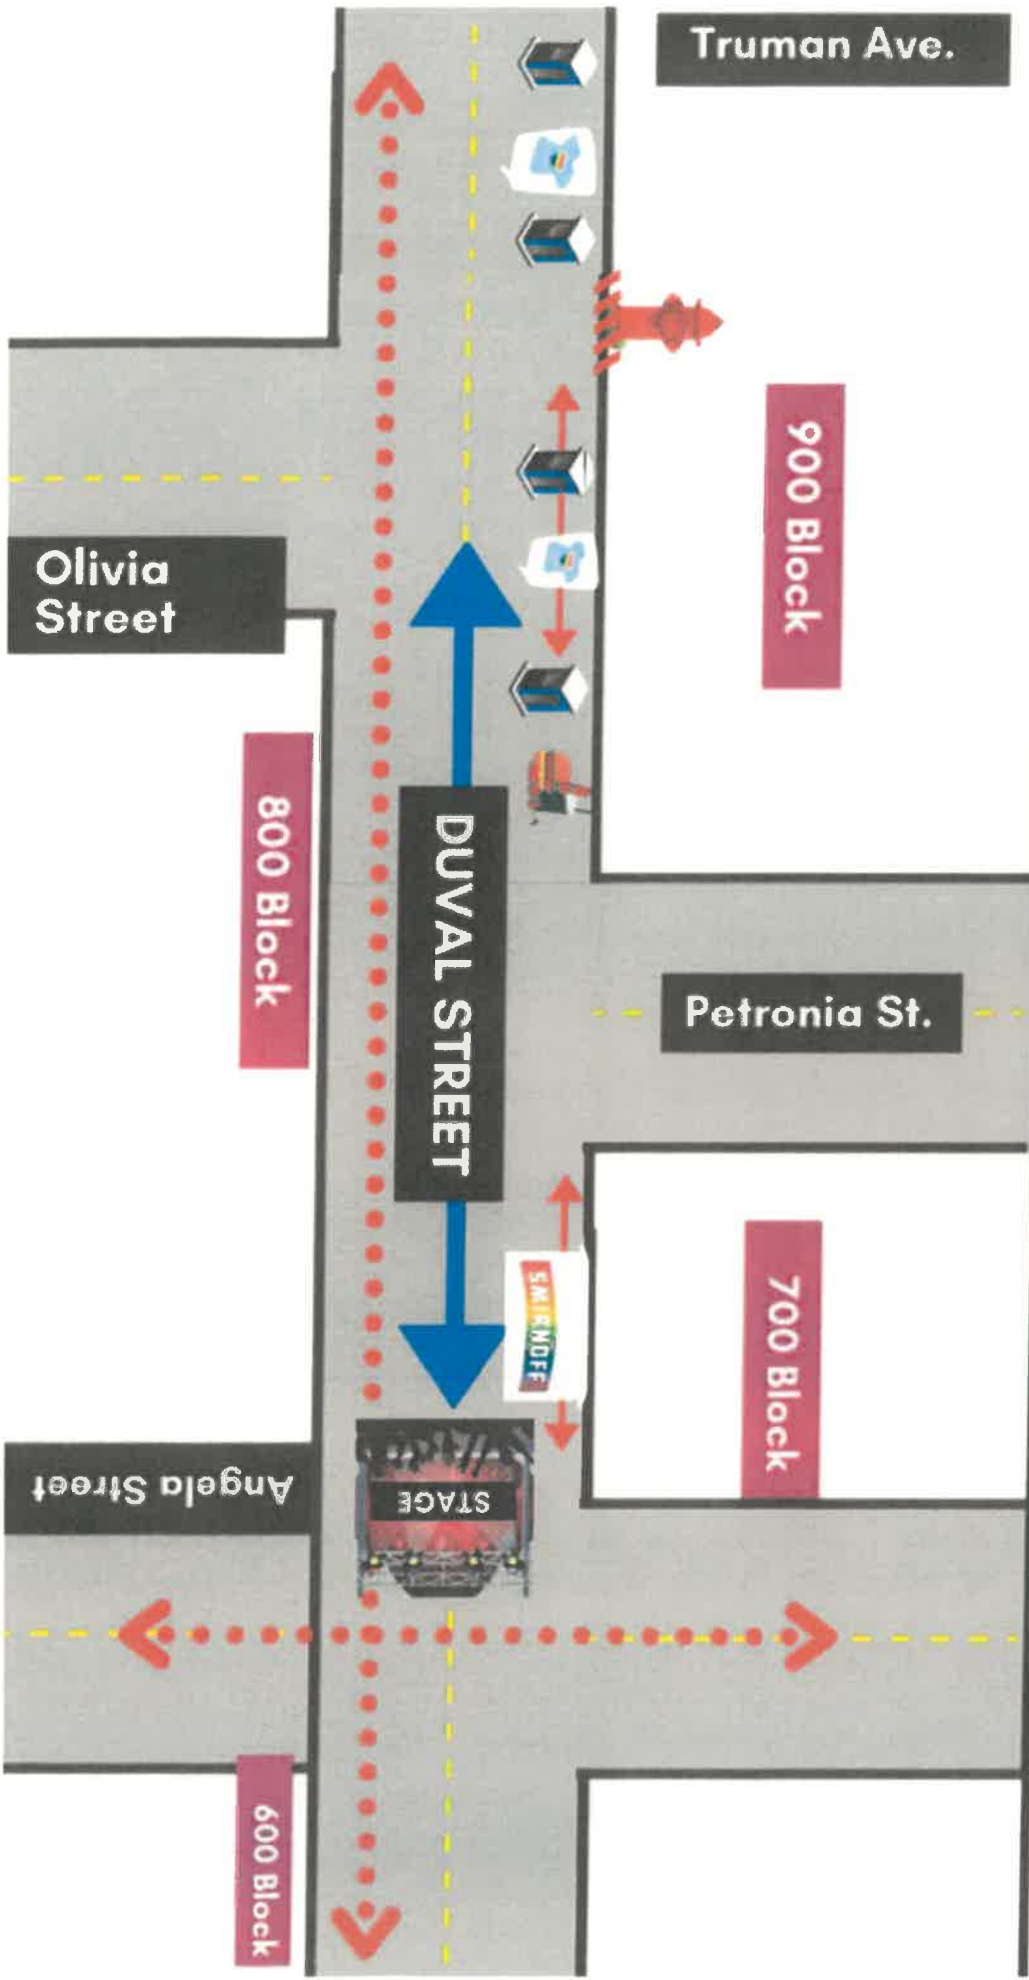 Truman Ave.
900 Block
Olivia
Street
800 Block
DUVAL STREET
Petronia St.
700 Block
SMIRNOFF
STAGE
Angela Street
600 Block